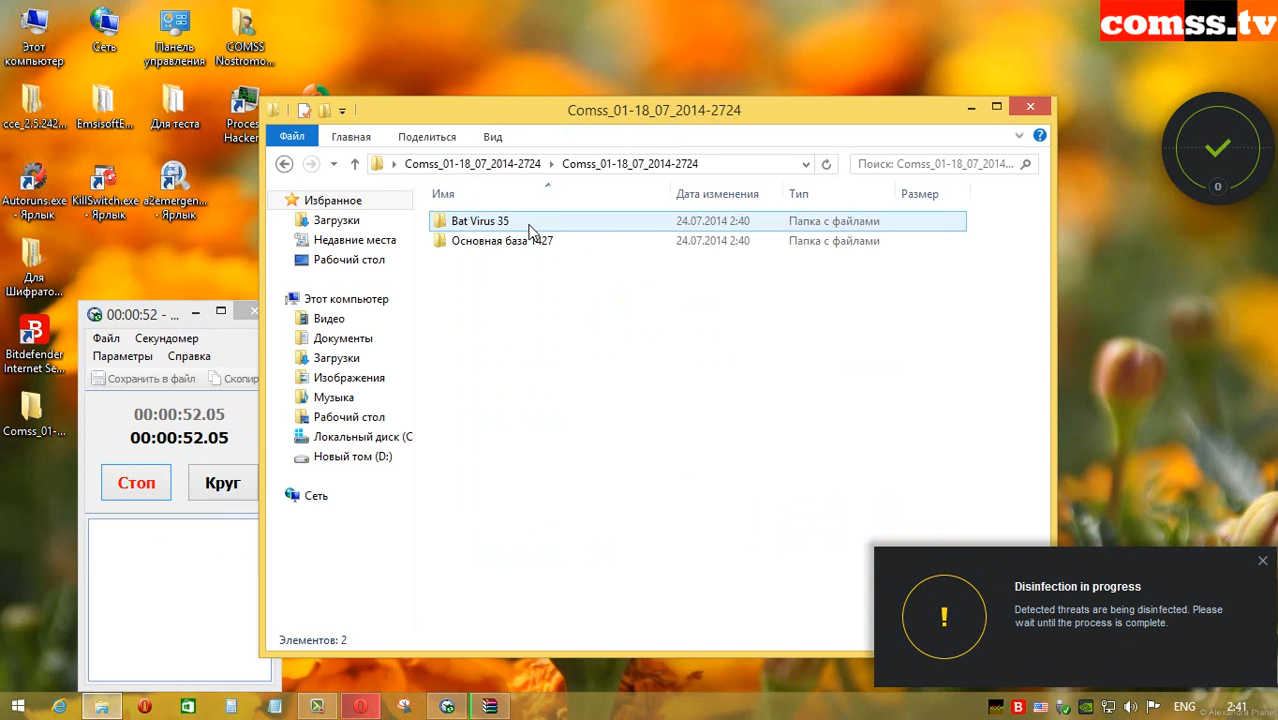 comss.tv
Этот компьютер
Сеть
Панель управления
COMSS Nostromo...
cce_2.5.242...
EmsisoftE...
Для теста
Proces Hacker
Autoruns.exe - Ярлык
KillSwitch.exe - Ярлык
a2emergen... - Ярлык
Для Шифрато...
Bitdefender Internet Se...
Comss_01-...
Comss_01-18_07_2014-2724
Файл
Главная
Поделиться
Вид
Comss_01-18_07_2014-2724
Comss_01-18_07_2014-2724
Поиск: Comss_01-18_07_2014...
Имя
Дата изменения
Тип
Размер
Bat Virus 35
24.07.2014 2:40
Папка с файлами
Основная база 1427
24.07.2014 2:40
Папка с файлами
Избранное
Загрузки
Недавние места
Рабочий стол
Этот компьютер
Видео
Документы
Загрузки
Изображения
Музыка
Рабочий стол
Локальный диск (C
Новый том (D:)
Сеть
Элементов: 2
00:00:52 - ...
Файл
Секундомер
Параметры
Справка
Сохранить в файл
Скопир
00:00:52.05
00:00:52.05
Стоп
Круг
0
Disinfection in progress
Detected threats are being disinfected. Please
wait until the process is complete.
ENG
2:41
© Alexandra Planet